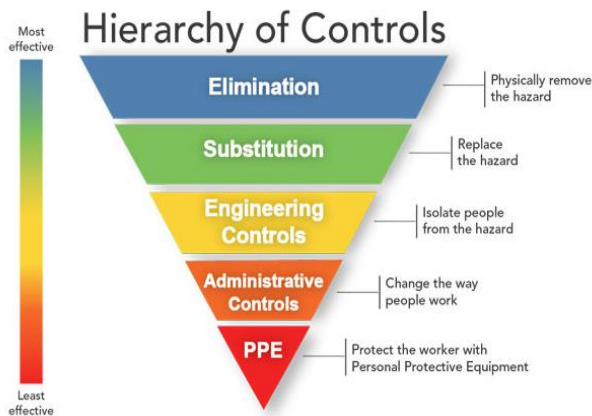 Hierarchy of Controls
Most
effective
Elimination
Physically remove
the hazard
Substitution
Replace
the hazard
Engineering
Controls
Isolate people
from the hazard
Administrative
Controls
Change the way
people work
PPE
Protect the worker with
Personal Protective Equipment
Least
effective